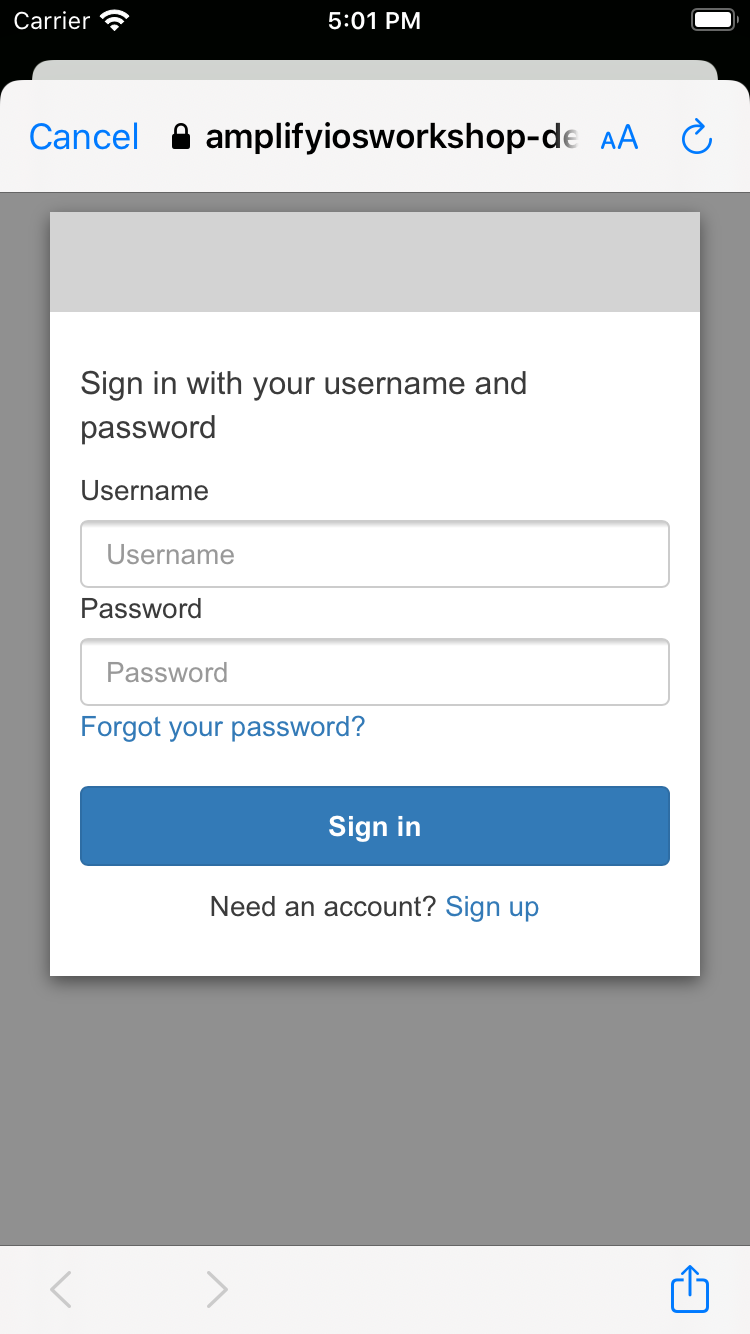 Carrier 5:01 PM
Cancel amplifyiosworkshop-de AA
Sign in with your username and
password
Username
Username
Password
Password
Forgot your password?
Sign in
Need an account? Sign up